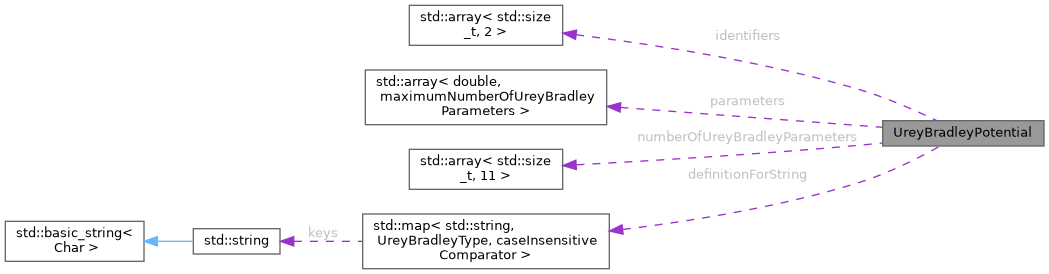 std::array< std::size
_t, 2 >
identifiers
std::array< double,
maximumNumberOfUreyBradley
Parameters >
parameters
UreyBradleyPotential
numberOfUreyBradleyParameters
std::array< std::size
_t, 11 >
definitionForString
std::basic_string<
Char >
std::string
keys
std::map< std::string,
UreyBradleyType, caseInsensitive
Comparator >